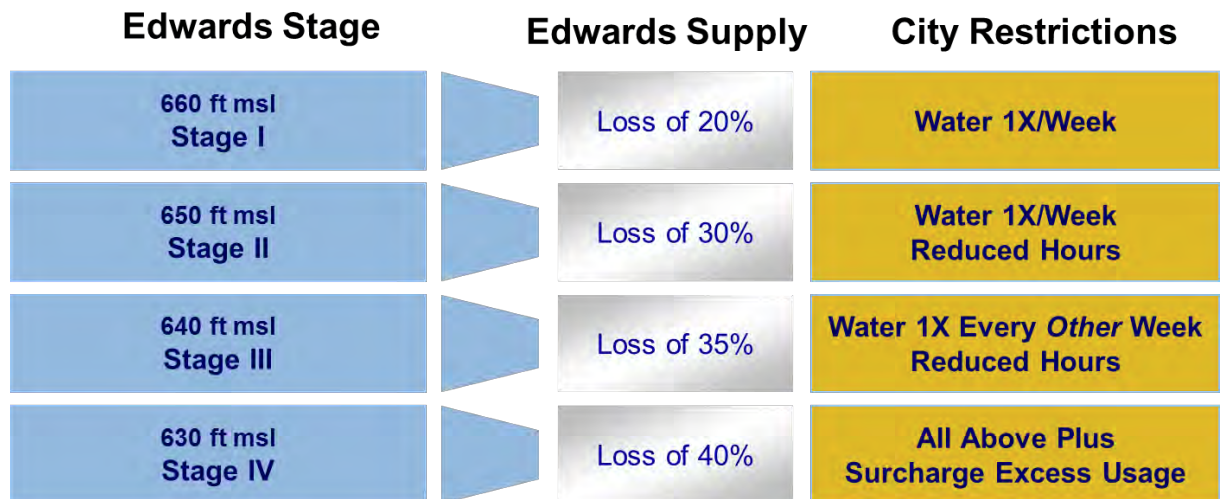 Edwards Stage
Edwards Supply
City Restrictions
660 ft msl
Stage I
Loss of 20%
Water 1X/Week
650 ft msl
Stage II
Loss of 30%
Water 1X/Week
Reduced Hours
640 ft msl
Stage III
Loss of 35%
Water 1X Every Other Week
Reduced Hours
630 ft msl
Stage IV
Loss of 40%
All Above Plus
Surcharge Excess Usage